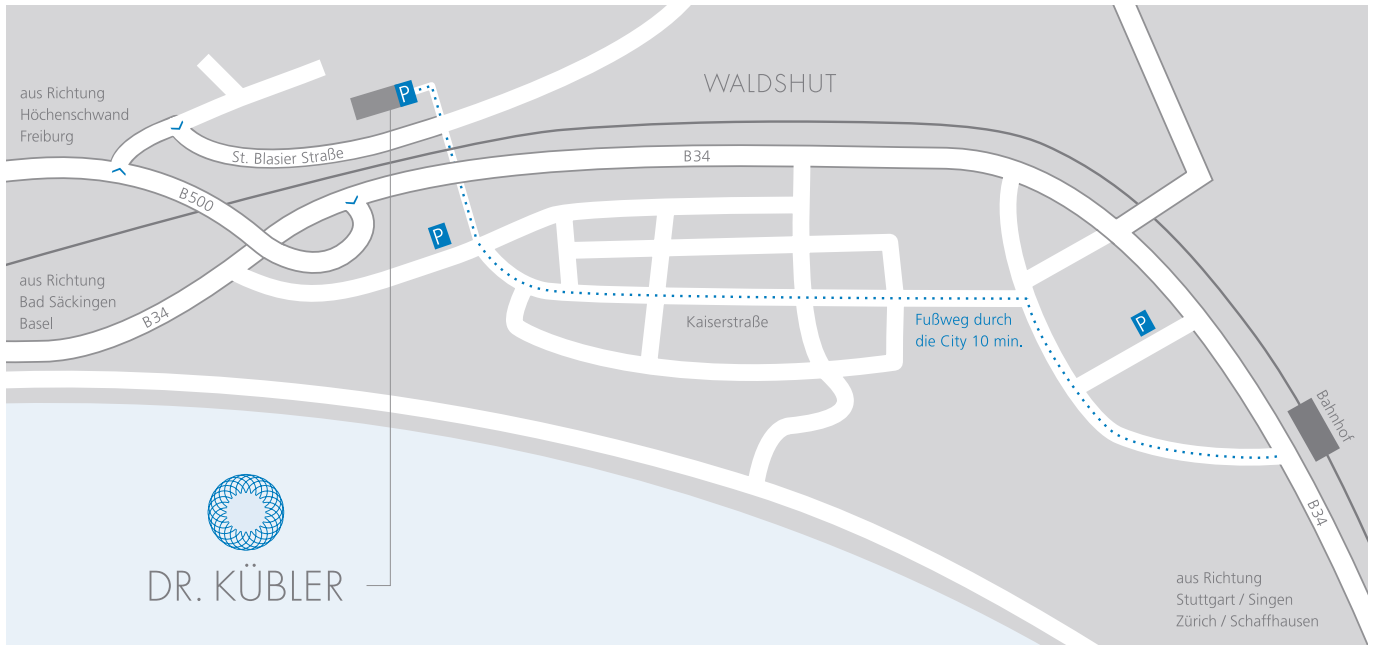 WALDSHUT
aus Richtung
Höchenschwand
Freiburg
P
St. Blasier Straße
B34
B500
P
aus Richtung
Bad Säckingen
Basel
B34
Kaiserstraße
Fußweg durch
die City 10 min.
P
Bahnhof
B34
DR. KÜBLER
aus Richtung
Stuttgart / Singen
Zürich / Schaffhausen